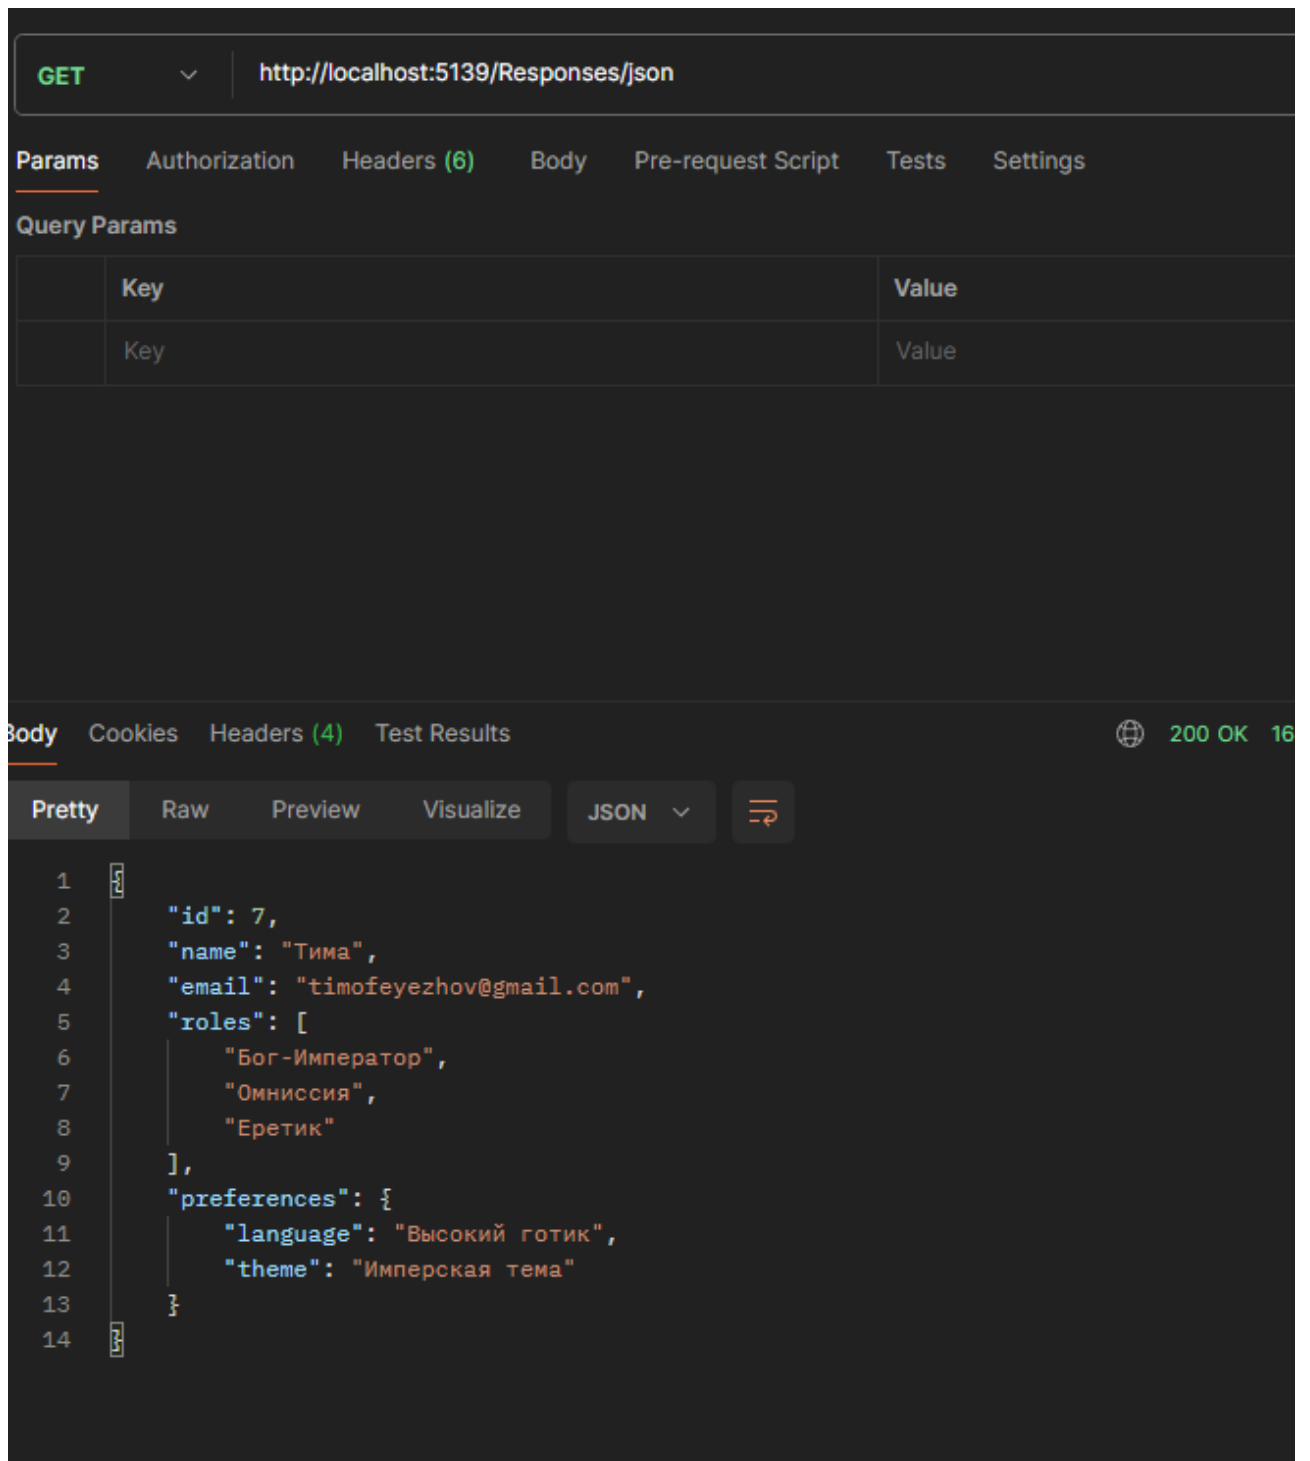 GET http://localhost:5139/Responses/json
Params Authorization Headers (6) Body Pre-request Script Tests Settings
Query Params
Key Value
Key Value
Body Cookies Headers (4) Test Results 200 OK 16
Pretty Raw Preview Visualize JSON
1 {
2 "id": 7,
3 "name": "Тима",
4 "email": "timofeyezhov@gmail.com",
5 "roles": [
6 "Бог-Император",
7 "Омниссия",
8 "Еретик"
9 ],
10 "preferences": {
11 "language": "Высокий готик",
12 "theme": "Имперская тема"
13 }
14 }